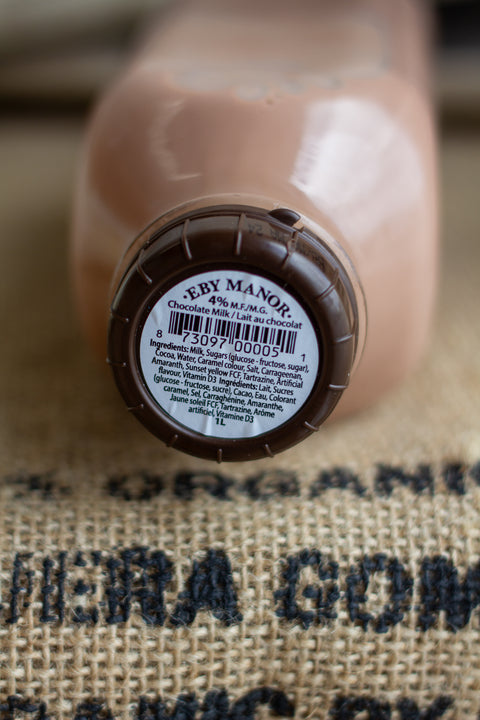 ·EBY MANOR·
4% M.F./M.G.
Chocolate Milk / Lait au chocolat
8 73097 00005 1
Ingredients: Milk, Sugars (glucose - fructose, sugar),
Cocoa, Water, Caramel colour, Salt, Carrageenan,
Amaranth, Sunset yellow FCF, Tartrazine, Artificial
flavour, Vitamin D3 Ingrédients: Lait, Sucres
(glucose - fructose, sucre), Cacao, Eau, Colorant
caramel, Sel, Carraghénine, Amaranthe,
Jaune soleil FCF, Tartrazine, Arôme
artificiel, Vitamine D3
1L
ORGANIC